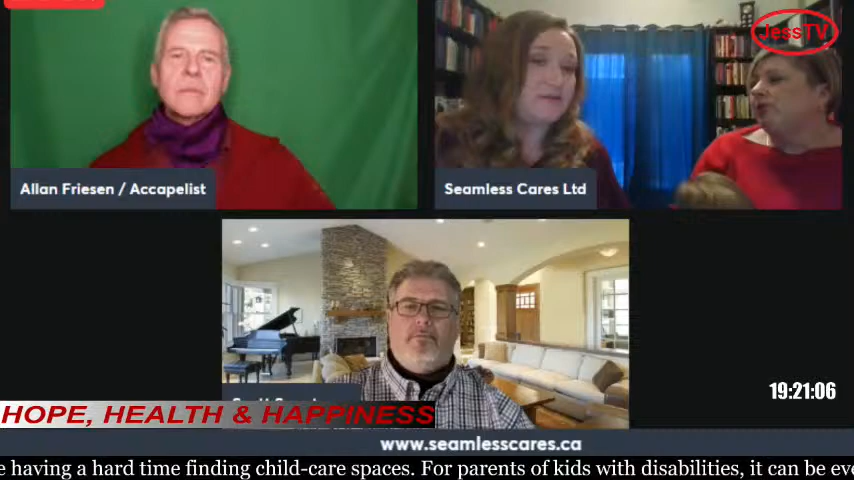 JessTV
Allan Friesen / Accapelist
Seamless Cares Ltd
19:21:06
HOPE, HEALTH & HAPPINESS
www.seamlesscares.ca
having a hard time finding child-care spaces. For parents of kids with disabilities, it can be